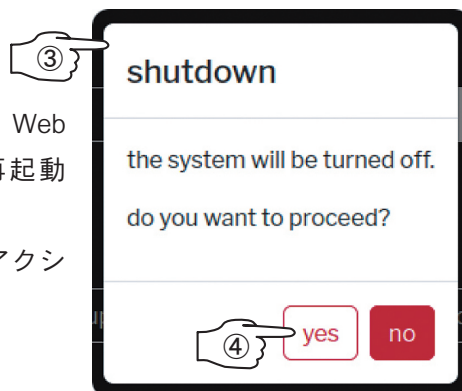 ③
shutdown
Web
the system will be turned off.
起動
do you want to proceed?
アクシ
④
yes
no